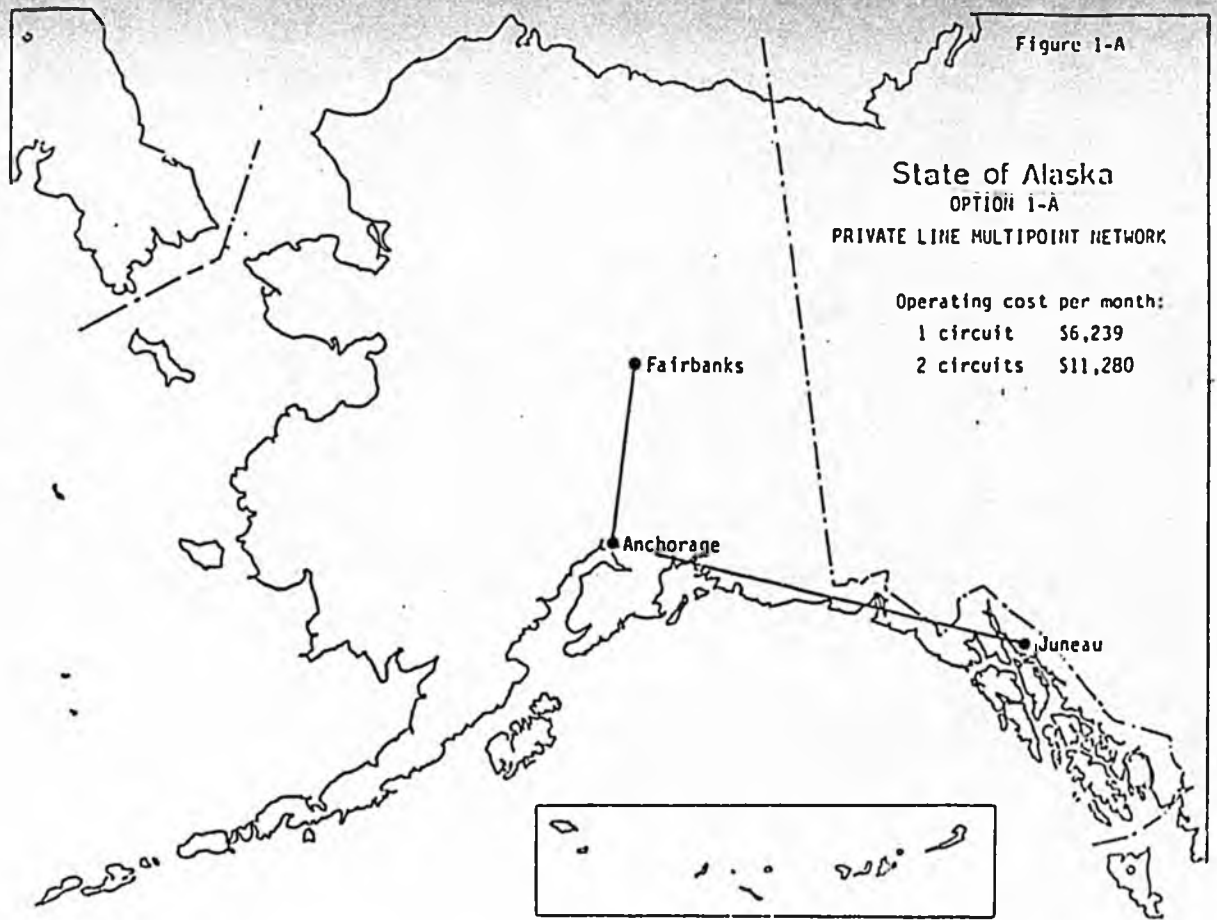 Figure 1-A
State of Alaska
OPTION 1-A
PRIVATE LINE MULTIPOINT NETWORK
Operating cost per month:
1 circuit $6,239
2 circuits $11,280
Fairbanks
Anchorage
Juneau